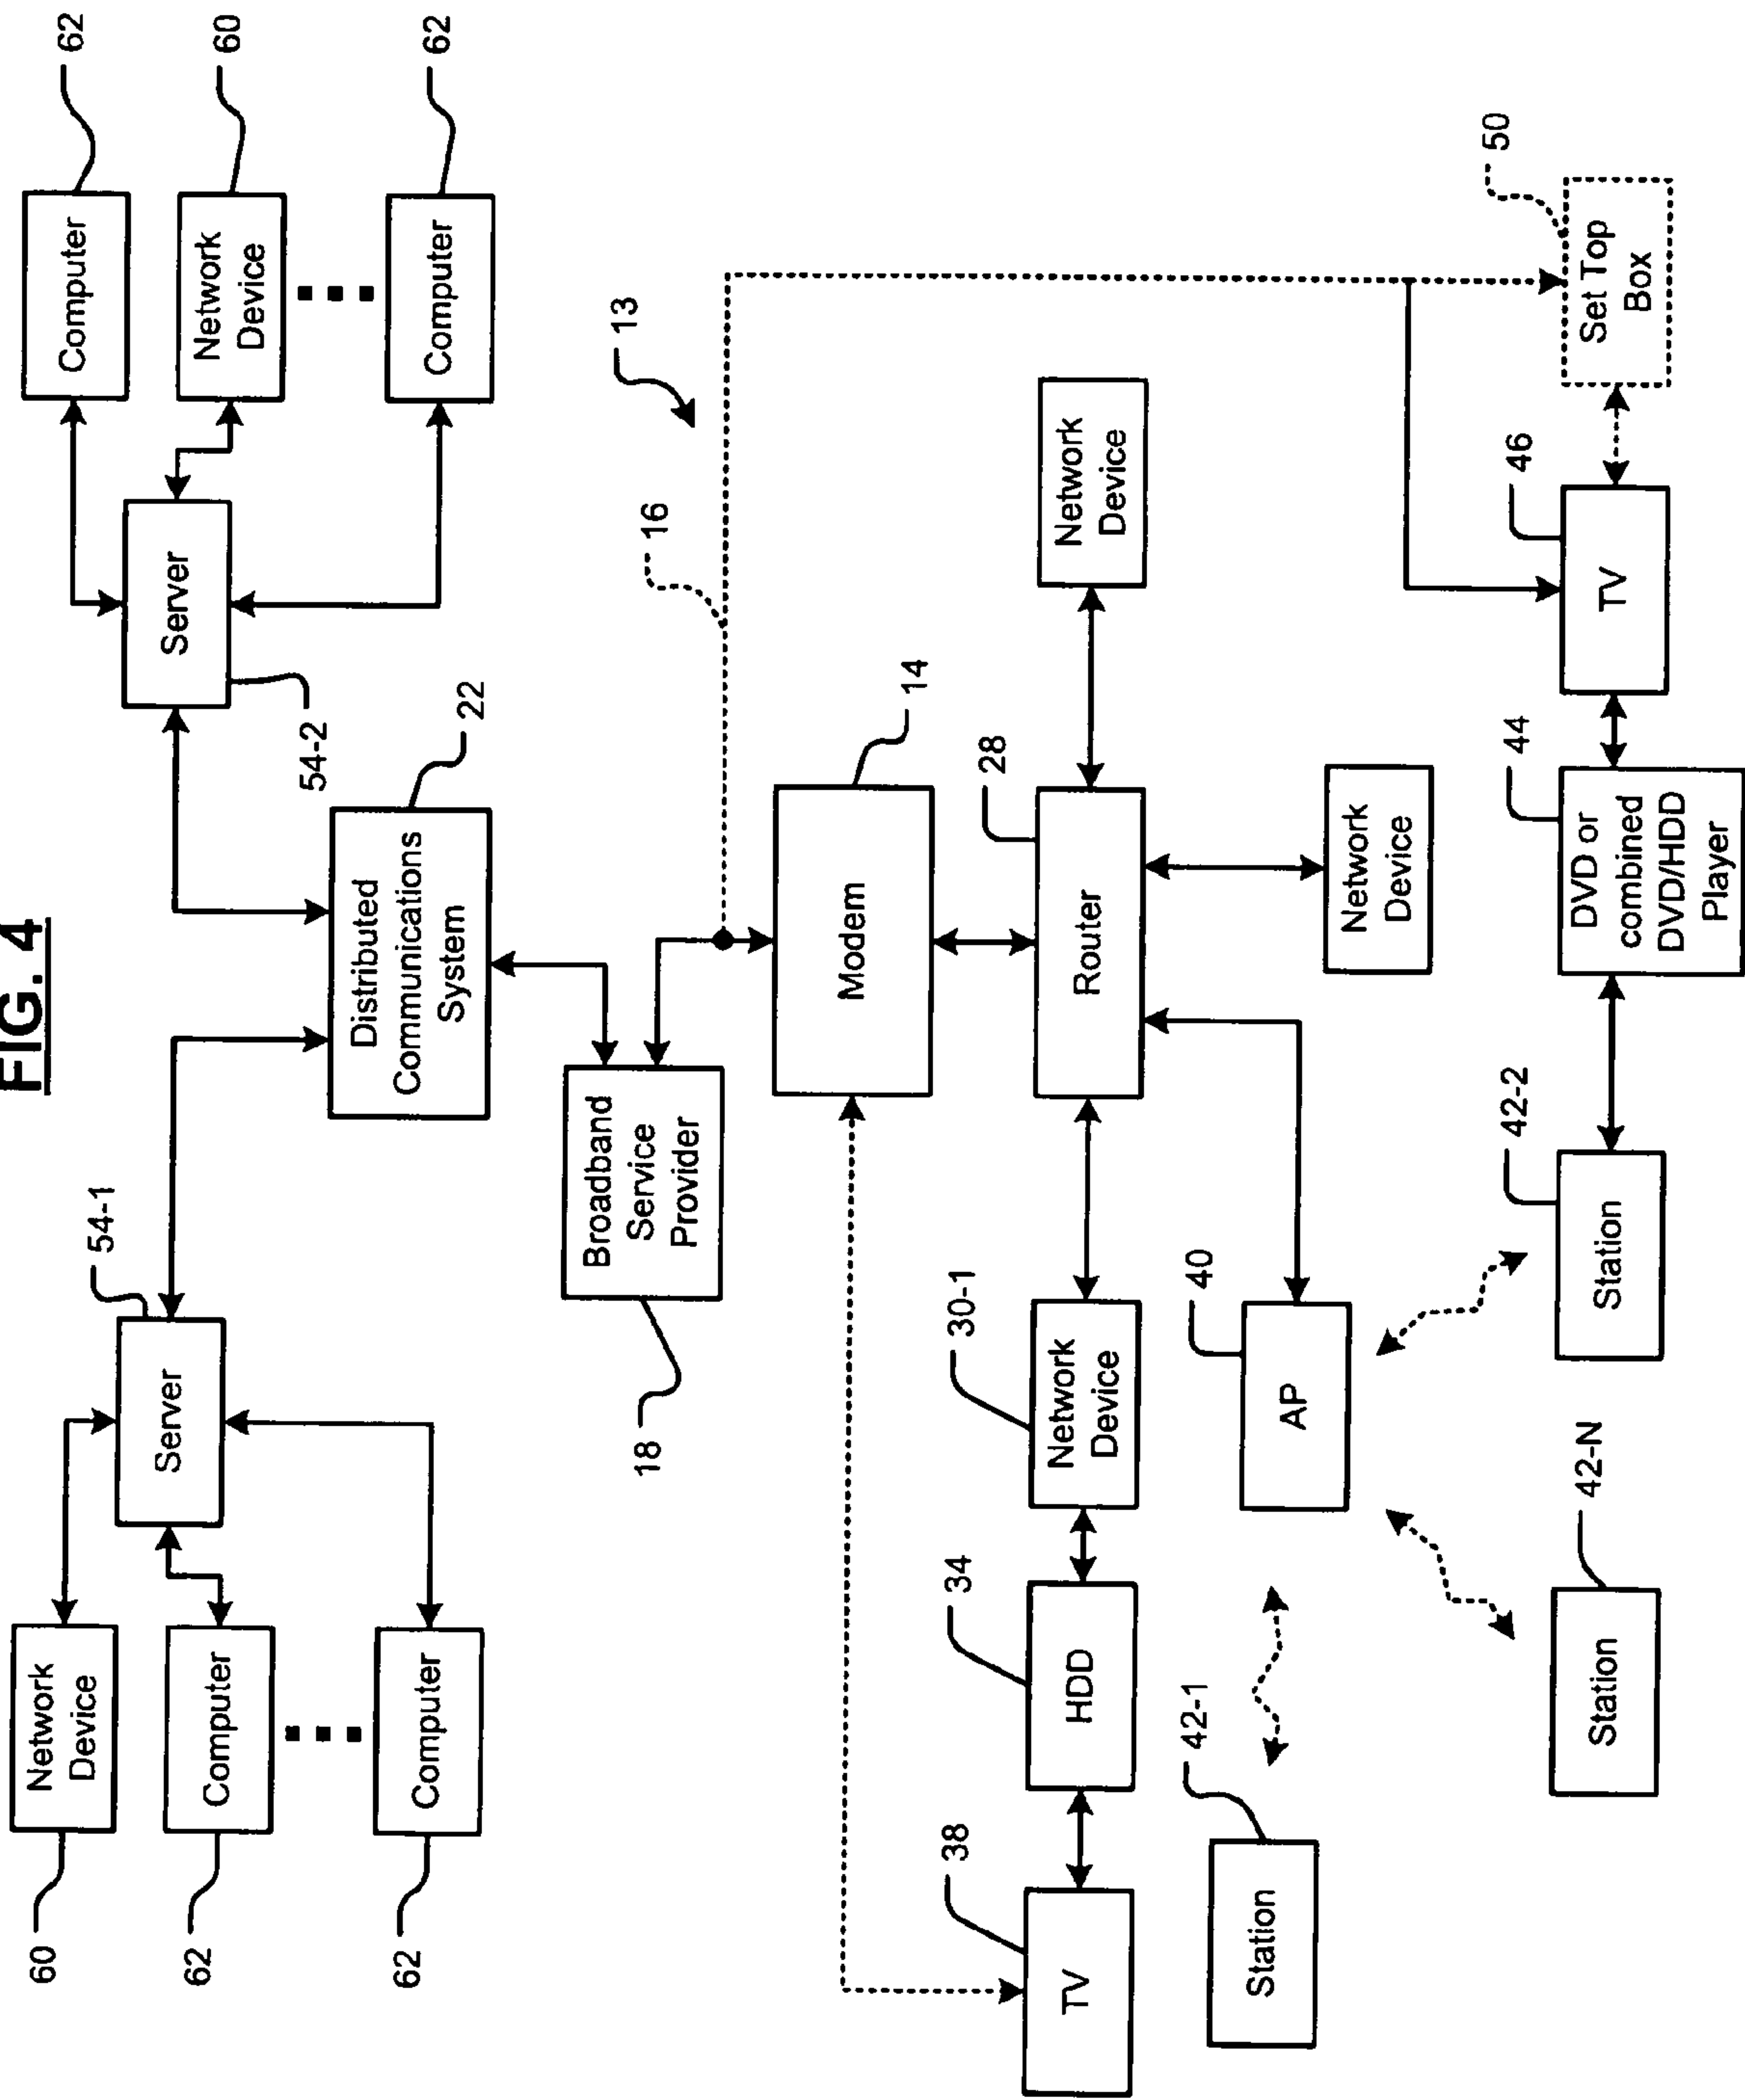 FIG. 4
60
Network
Device
62
Computer
62
Computer
Server
54-1
Distributed
Communications
System
22
Server
54-2
Computer
62
Network
Device
60
Computer
62
Broadband
Service
Provider
18
16
13
Modem
14
38
TV
34
HDD
30-1
Network
Device
28
Router
Network
Device
42-1
Station
40
AP
Network
Device
42-N
Station
42-2
Station
44
DVD or
combined
DVD/HDD
Player
46
TV
50
Set Top
Box